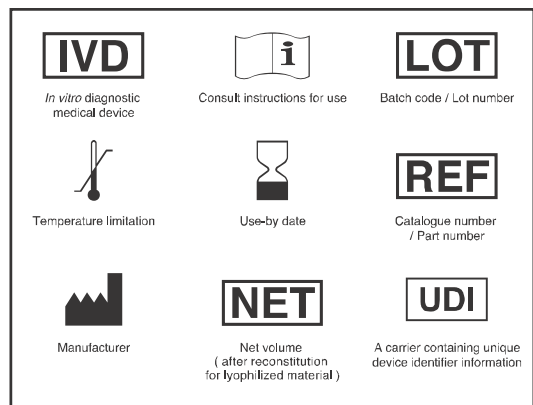 IVD
i
LOT
In vitro diagnostic
medical device
Consult instructions for use
Batch code / Lot number
REF
Temperature limitation
Use-by date
Catalogue number
/ Part number
NET
UDI
Manufacturer
Net volume
( after reconstitution
for lyophilized material )
A carrier containing unique
device identifier information